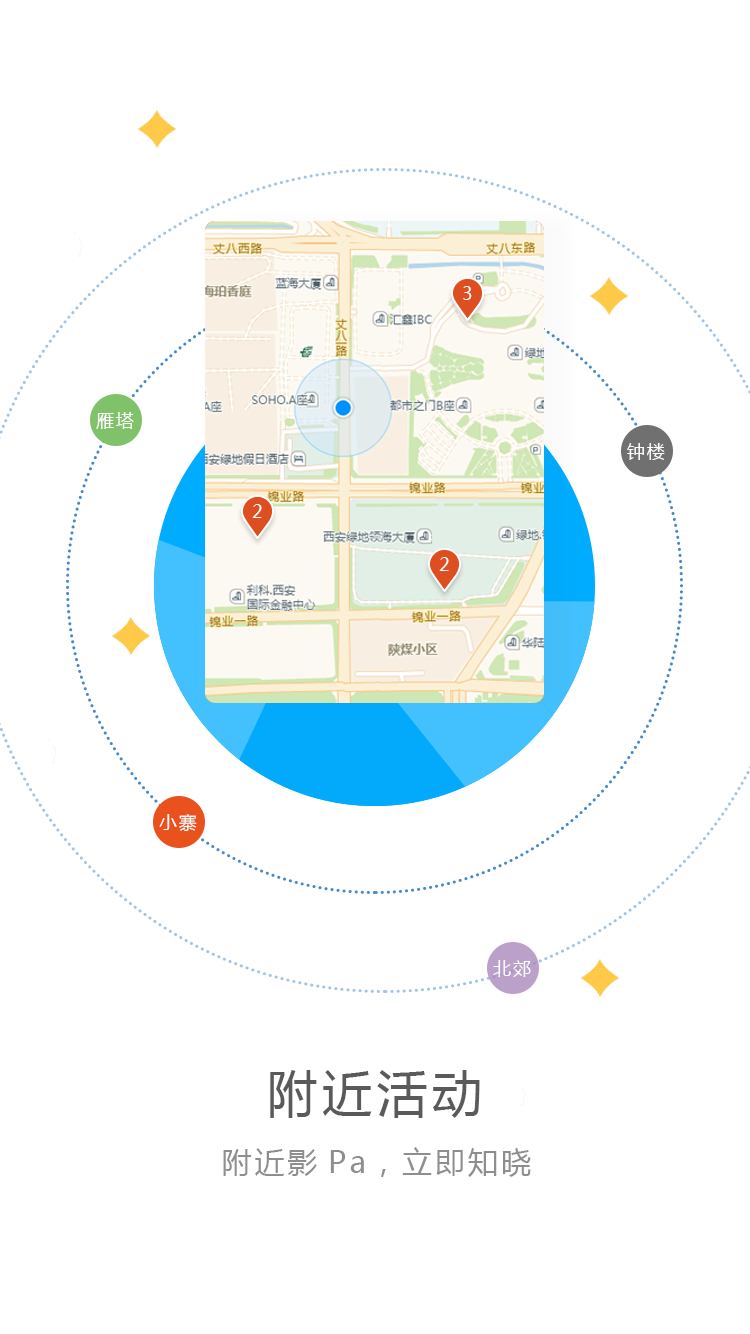 丈八西路
丈八东路
蓝海大厦
海珀香庭
3
汇鑫IBC
丈八一路
绿地
雁塔
SOHO.A座
A座
都市之门B座
钟楼
西安绿地假日酒店
锦业路
锦业路
锦业
2
西安绿地领海大厦
绿地.
2
利科.西安
国际金融中心
锦业一路
锦业一路
陕煤小区
华陆
小寨
北郊
附近活动
附近影 Pa，立即知晓